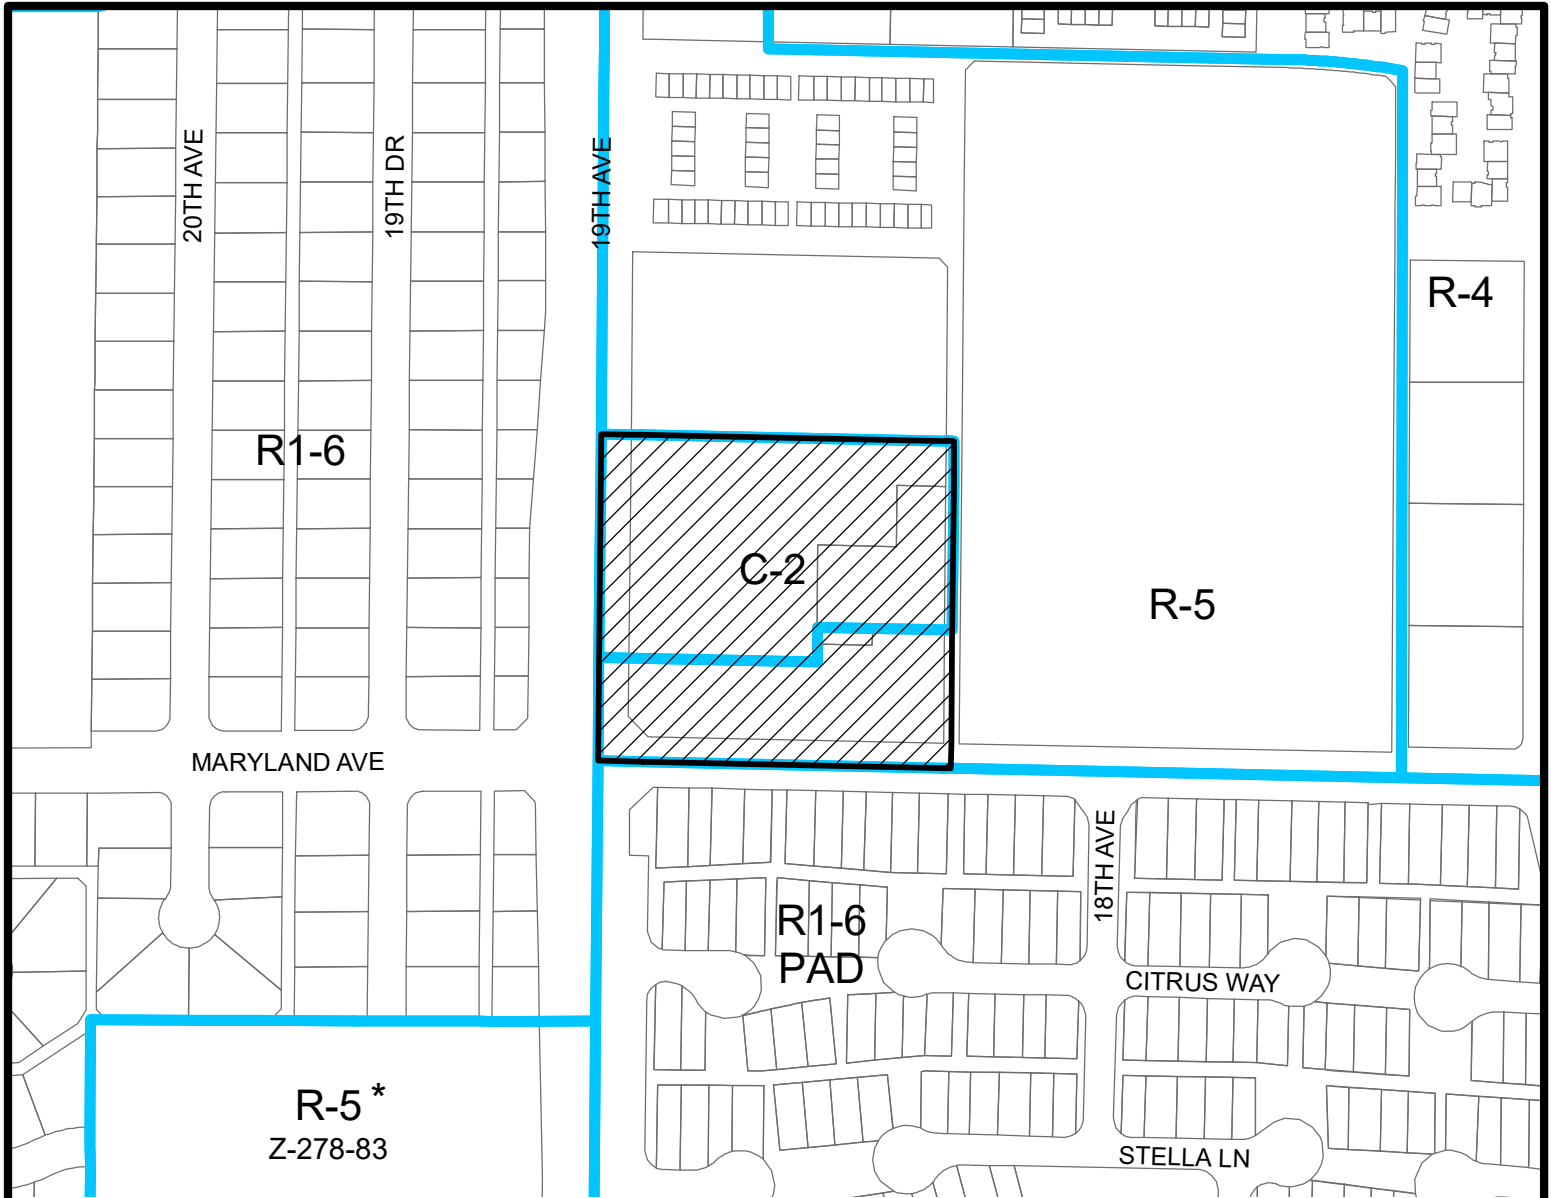 20TH AVE
19TH DR
19TH AVE
R-4
R1-6
C-2
R-5
MARYLAND AVE
18TH AVE
R1-6
PAD
CITRUS WAY
R-5 *
Z-278-83
STELLA LN